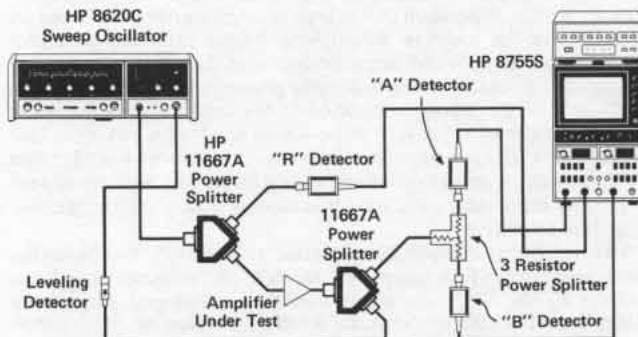 HP 8620C
Sweep Oscillator
HP 8755S
"A" Detector
HP
11667A
Power
Splitter
"R" Detector
11667A
Power
Splitter
3 Resistor
Power Splitter
Leveling
Detector
Amplifier
Under Test
"B" Detector